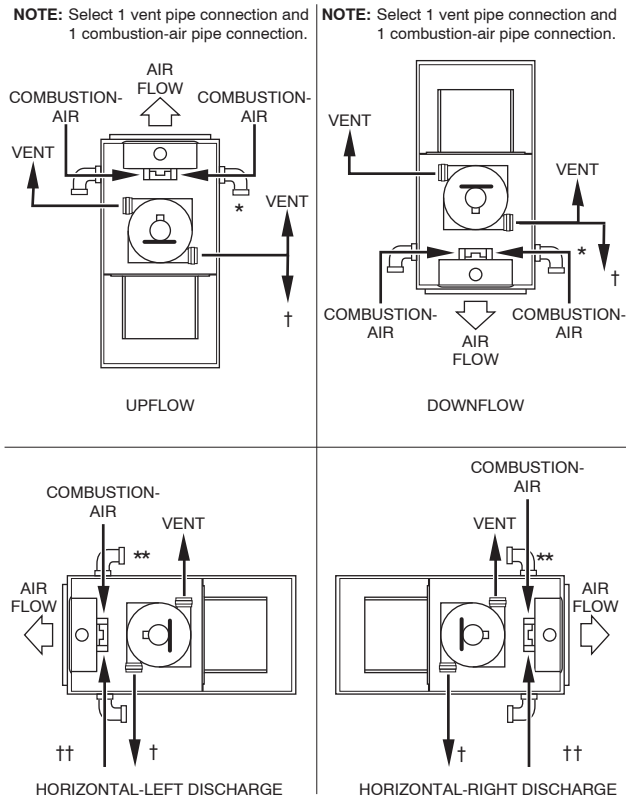 NOTE: Select 1 vent pipe connection and
1 combustion-air pipe connection.
AIR
FLOW
COMBUSTION-
AIR
COMBUSTION-
AIR
VENT
*
VENT
†
UPFLOW
NOTE: Select 1 vent pipe connection and
1 combustion-air pipe connection.
VENT
VENT
*
†
COMBUSTION-
AIR
COMBUSTION-
AIR
AIR
FLOW
DOWNFLOW
COMBUSTION-
AIR
VENT
**
AIR
FLOW
††
†
HORIZONTAL-LEFT DISCHARGE
COMBUSTION-
AIR
VENT
**
AIR
FLOW
†
††
HORIZONTAL-RIGHT DISCHARGE